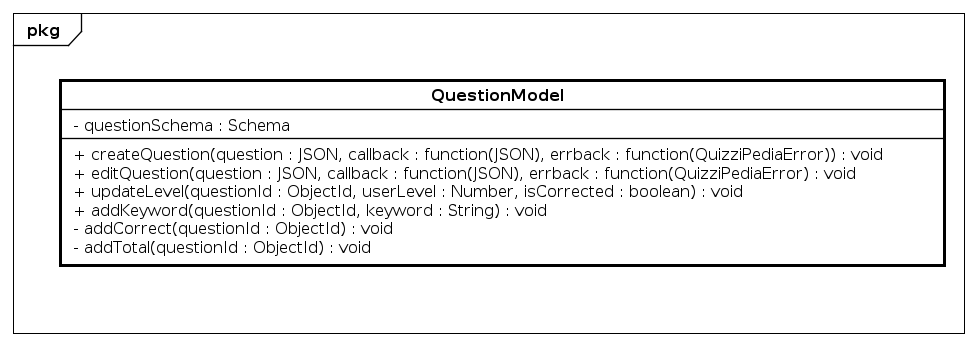 pkg
QuestionModel
- questionSchema : Schema
+ createQuestion(question : JSON, callback : function(JSON), errback : function(QuizziPediaError)) : void
+ editQuestion(question : JSON, callback : function(JSON), errback : function(QuizziPediaError) : void
+ updateLevel(questionId : ObjectId, userLevel : Number, isCorrected : boolean) : void
+ addKeyword(questionId : ObjectId, keyword : String) : void
- addCorrect(questionId : ObjectId) : void
- addTotal(questionId : ObjectId) : void